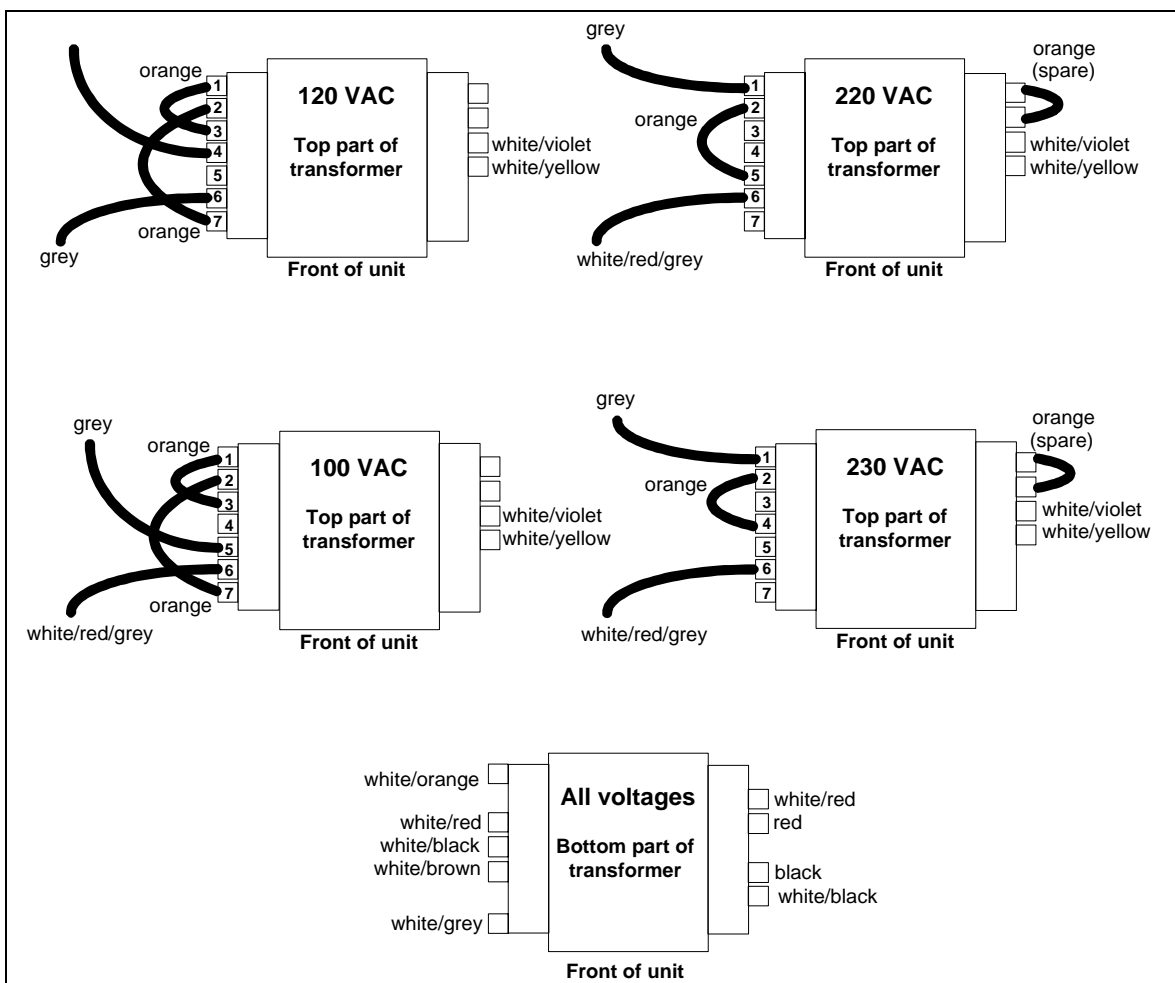 orange
1
2
3
4
5
6
7
orange
grey
120 VAC
Top part of
transformer
white/violet
white/yellow
Front of unit
grey
orange
white/red/grey
1
2
3
4
5
6
7
220 VAC
Top part of
transformer
orange
(spare)
white/violet
white/yellow
Front of unit
grey
orange
1
2
3
4
5
6
7
orange
white/red/grey
100 VAC
Top part of
transformer
white/violet
white/yellow
Front of unit
grey
orange
white/red/grey
1
2
3
4
5
6
7
230 VAC
Top part of
transformer
orange
(spare)
white/violet
white/yellow
Front of unit
white/orange
white/red
white/black
white/brown
white/grey
All voltages
Bottom part of
transformer
white/red
red
black
white/black
Front of unit